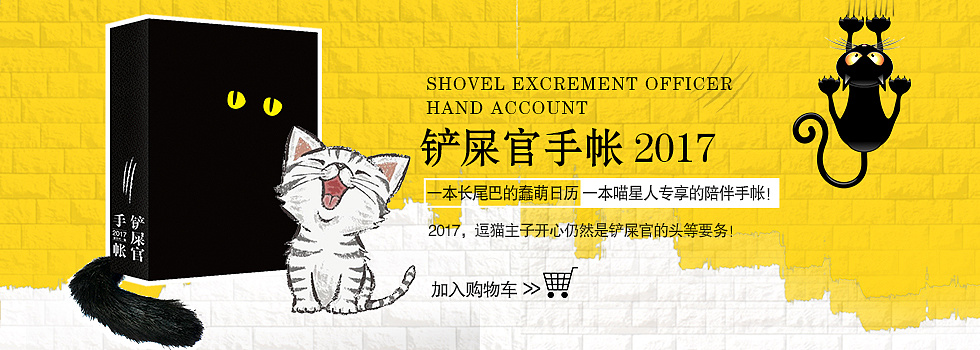 SHOVEL EXCREMENT OFFICER
HAND ACCOUNT
铲屎官手帐 2017
一本长尾巴的蠢萌日历 一本喵星人专享的陪伴手帐!
2017，逗猫主子开心仍然是铲屎官的头等要务!
加入购物车 >>
铲屎官
手帐
2017